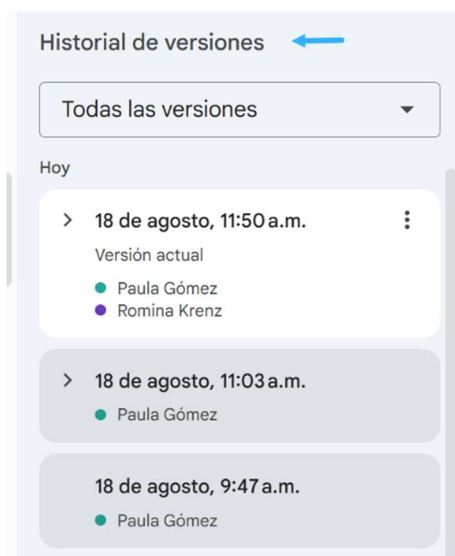 Historial de versiones
Todas las versiones
Hoy
18 de agosto, 11:50 a.m.
Versión actual
Paula Gómez
Romina Krenz
18 de agosto, 11:03 a.m.
Paula Gómez
18 de agosto, 9:47 a.m.
Paula Gómez